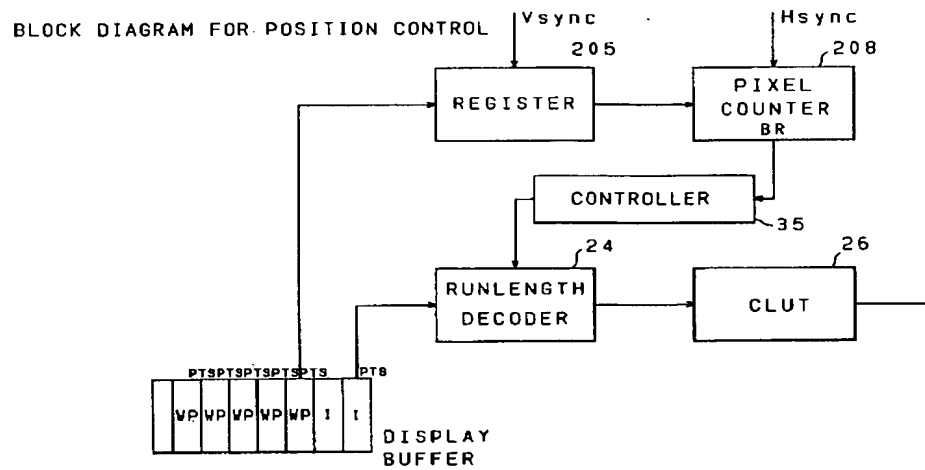 BLOCK DIAGRAM FOR POSITION CONTROL
Vsync
Hsync
205
208
REGISTER
PIXEL
COUNTER
BR
CONTROLLER
35
24
26
RUNLENGTH
DECODER
CLUT
PTSPTSPTSPTSPTS PTS
WP WP WP WP WP I I
DISPLAY
BUFFER